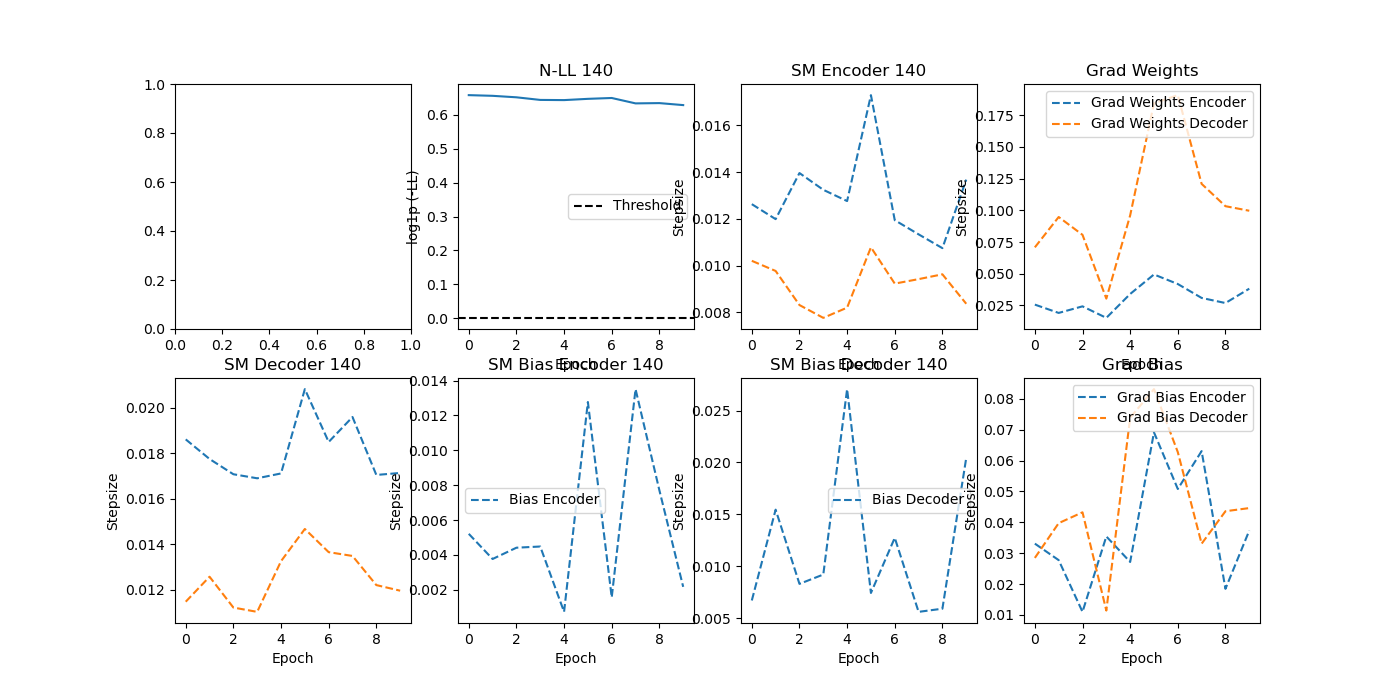 N-LL 140
SM Encoder 140
Grad Weights
1.0
0.8
0.6
0.4
0.2
0.0
0.0 0.2 0.4 0.6 0.8 1.0
log1p (-LL)
0.6
0.5
0.4
0.3
0.2
0.1
0.0
Threshold
0 2 4 6 8
Epoch
Stepsize
0.016
0.014
0.012
0.010
0.008
0 2 4 6 8
Epoch
Stepsize
0.175
0.150
0.125
0.100
0.075
0.050
0.025
Grad Weights Encoder
Grad Weights Decoder
0 2 4 6 8
Epoch
SM Decoder 140
SM Bias Encoder 140
SM Bias Decoder 140
Grad Bias
Stepsize
0.020
0.018
0.016
0.014
0.012
0 2 4 6 8
Epoch
Stepsize
0.014
0.012
0.010
0.008
0.006
0.004
0.002
Bias Encoder
0 2 4 6 8
Epoch
Stepsize
0.025
0.020
0.015
0.010
0.005
Bias Decoder
0 2 4 6 8
Epoch
Stepsize
0.08
0.07
0.06
0.05
0.04
0.03
0.02
0.01
Grad Bias Encoder
Grad Bias Decoder
0 2 4 6 8
Epoch